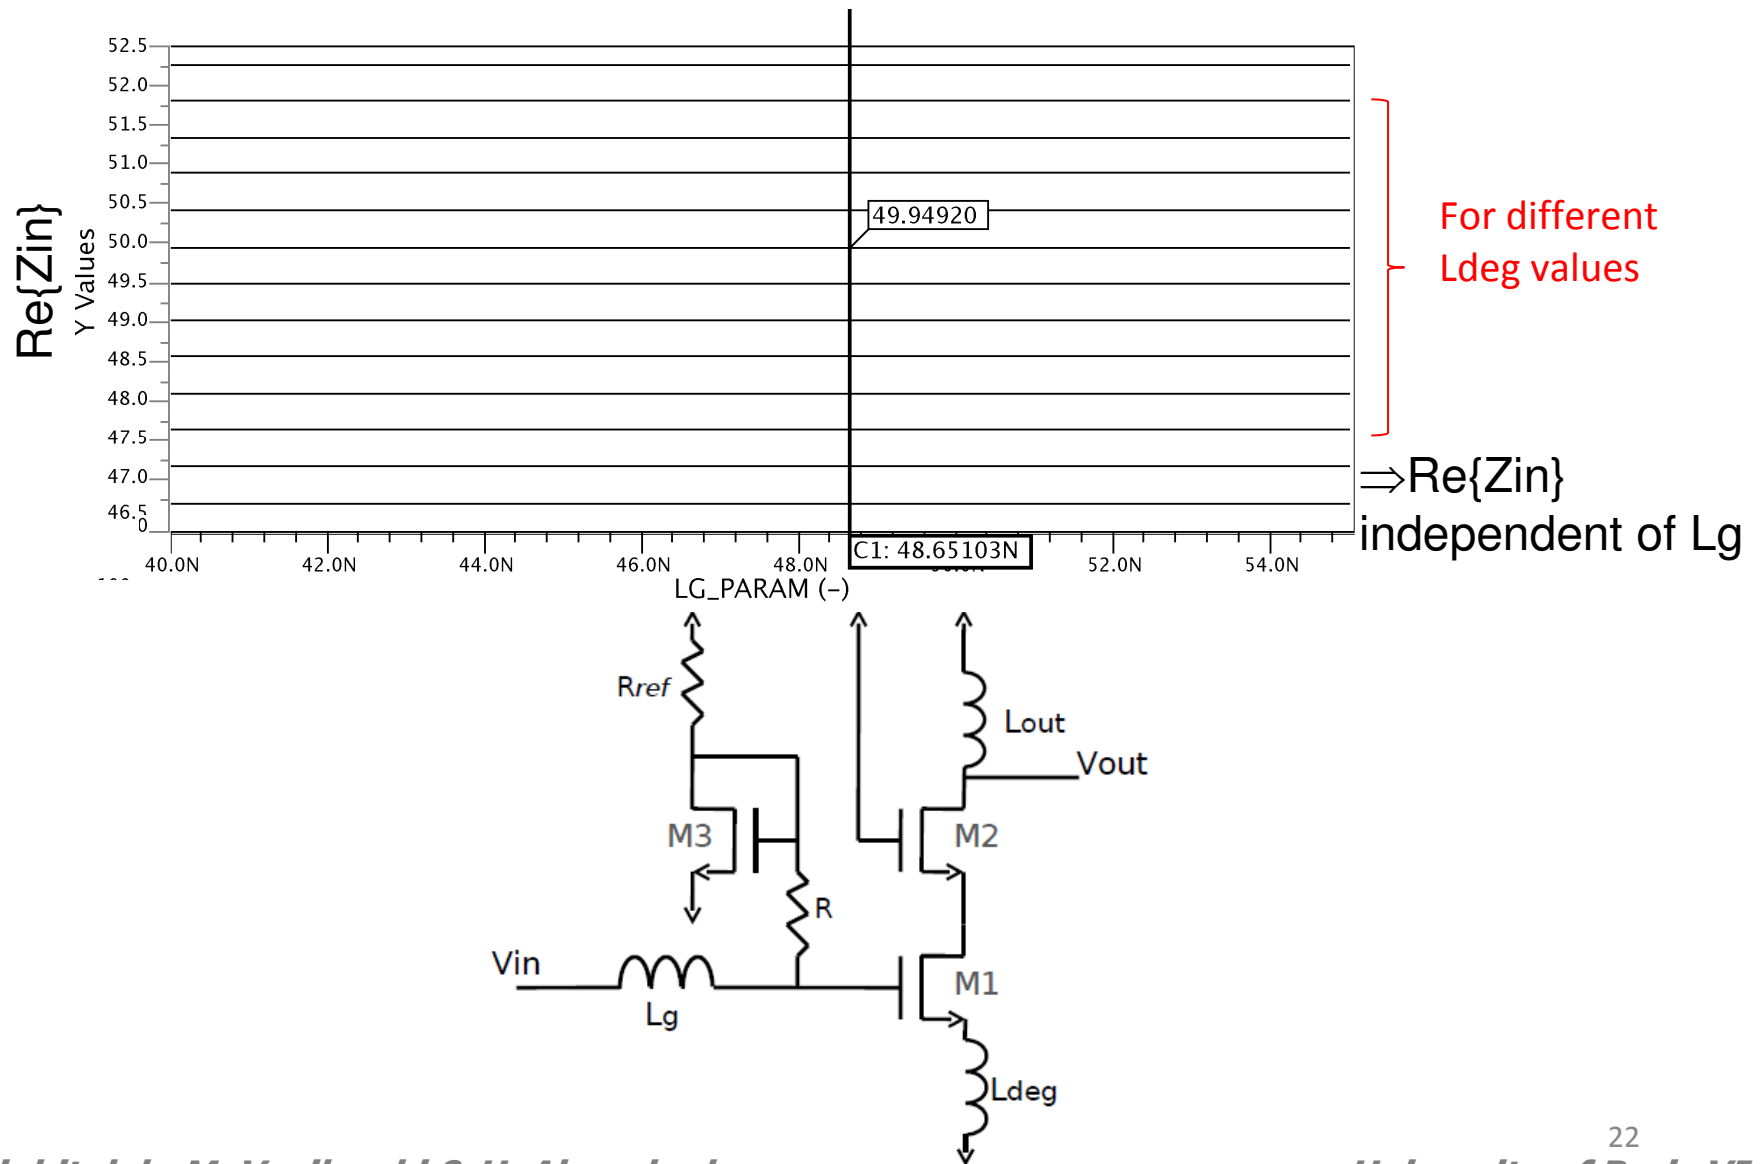 52.5
52.0
51.5
51.0
50.5
50.0
49.5
49.0
48.5
48.0
47.5
47.0
46.5
0
Re{Zin}
Y Values
49.94920
For different
Ldeg values
⇒Re{Zin}
independent of Lg
C1: 48.65103N
40.0N 42.0N 44.0N 46.0N 48.0N 52.0N 54.0N
LG_PARAM (–)
Rref
Lout
Vout
M3
M2
R
Vin
Lg
M1
Ldeg
22